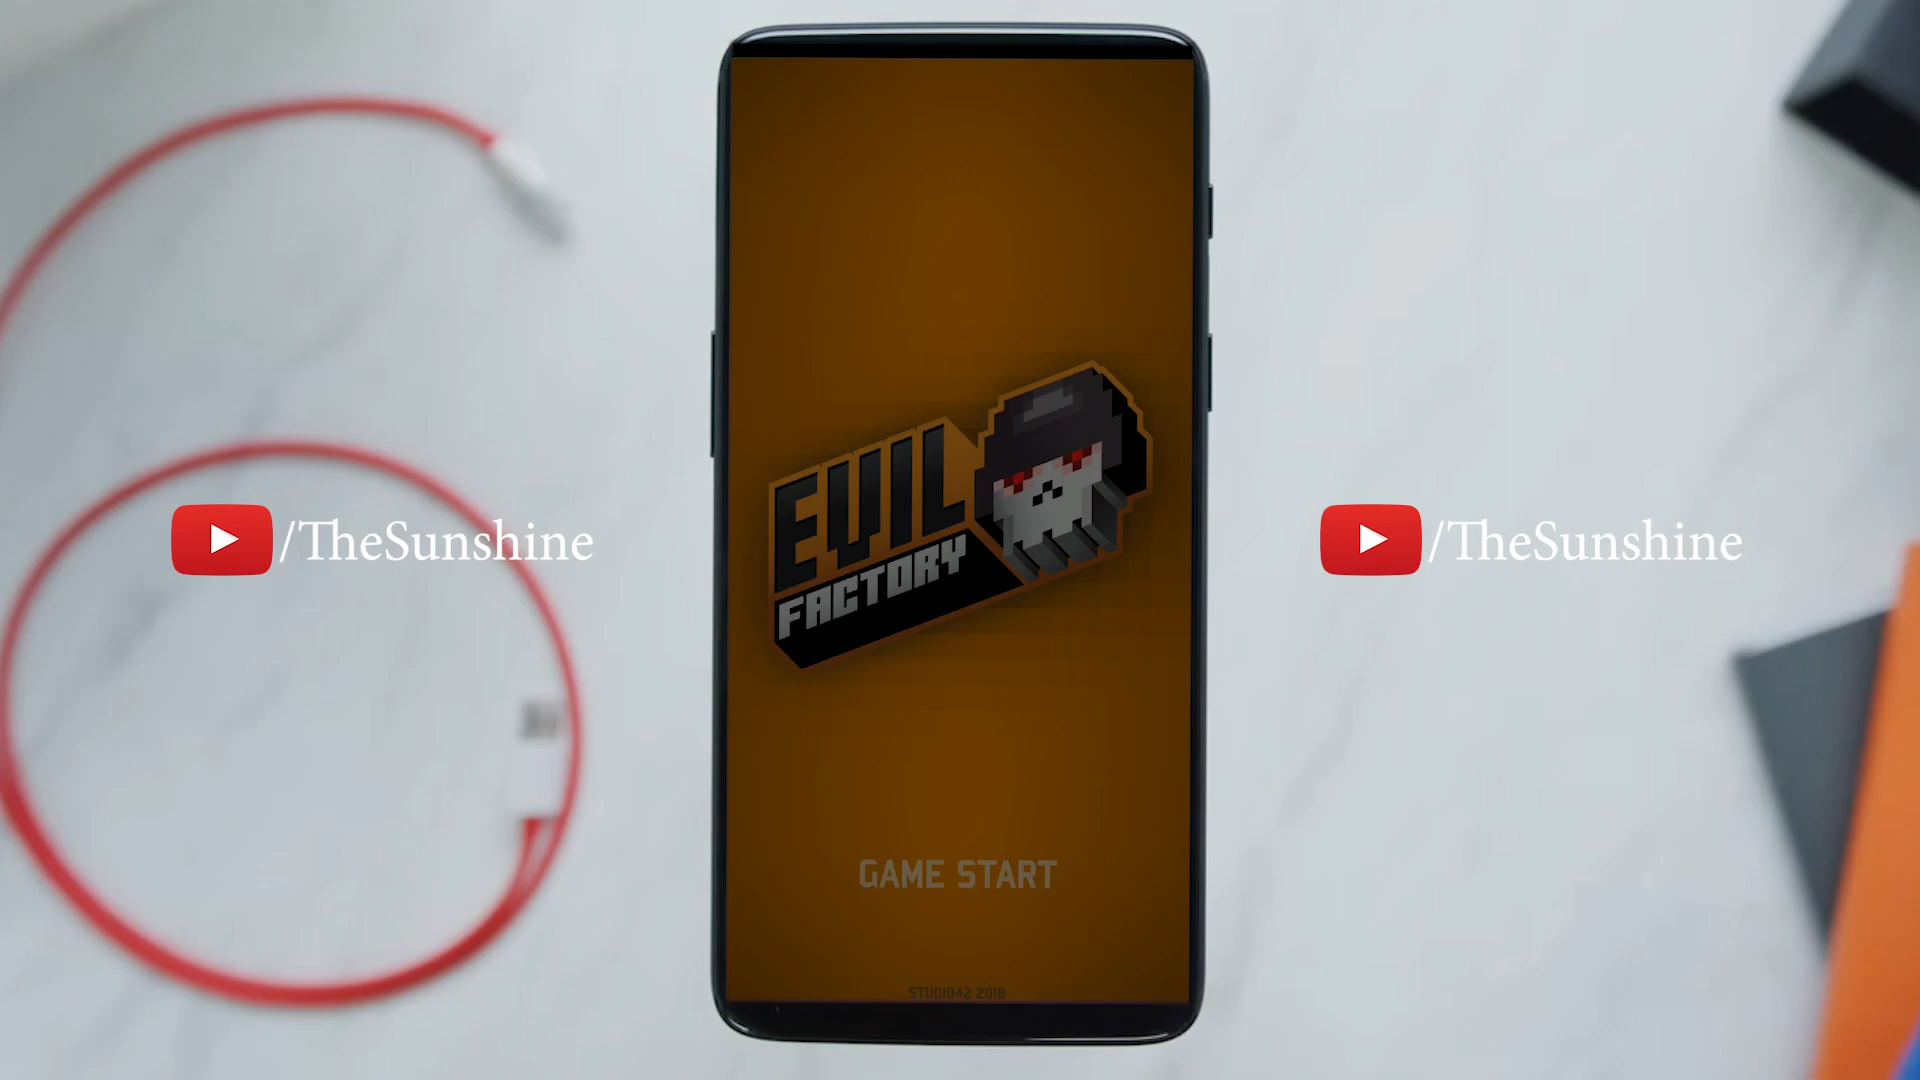 EVIL
FACTORY
/TheSunshine
/TheSunshine
GAME START
STUDIO42 2018